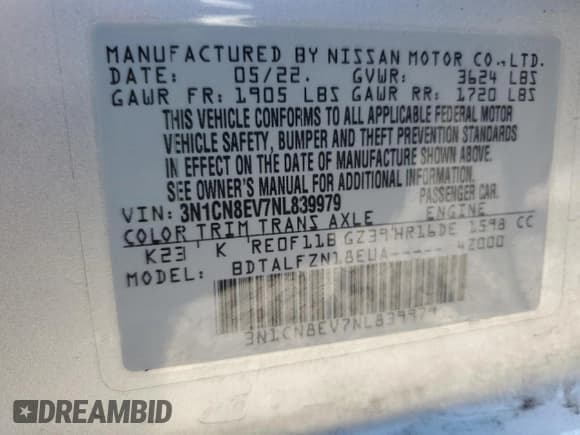 MANUFACTURED BY NISSAN MOTOR CO.,LTD.
DATE: 05/22. GVWR: 3624 LBS
GAWR FR: 1905 LBS GAWR RR: 1720 LBS
THIS VEHICLE CONFORMS TO ALL APPLICABLE FEDERAL MOTOR
VEHICLE SAFETY, BUMPER AND THEFT PREVENTION STANDARDS
IN EFFECT ON THE DATE OF MANUFACTURE SHOWN ABOVE.
SEE OWNER'S MANUAL FOR ADDITIONAL INFORMATION.
VIN: 3N1CN8EV7NL839979 PASSENGER CAR.
COLOR TRIM TRANS AXLE ENGINE
K23 K RE0F11B GZ39 HR16DE 1598 CC
MODEL: BDTALFZN18EUA----- 42000
3N1CN8EV7NL839979
DREAMBID